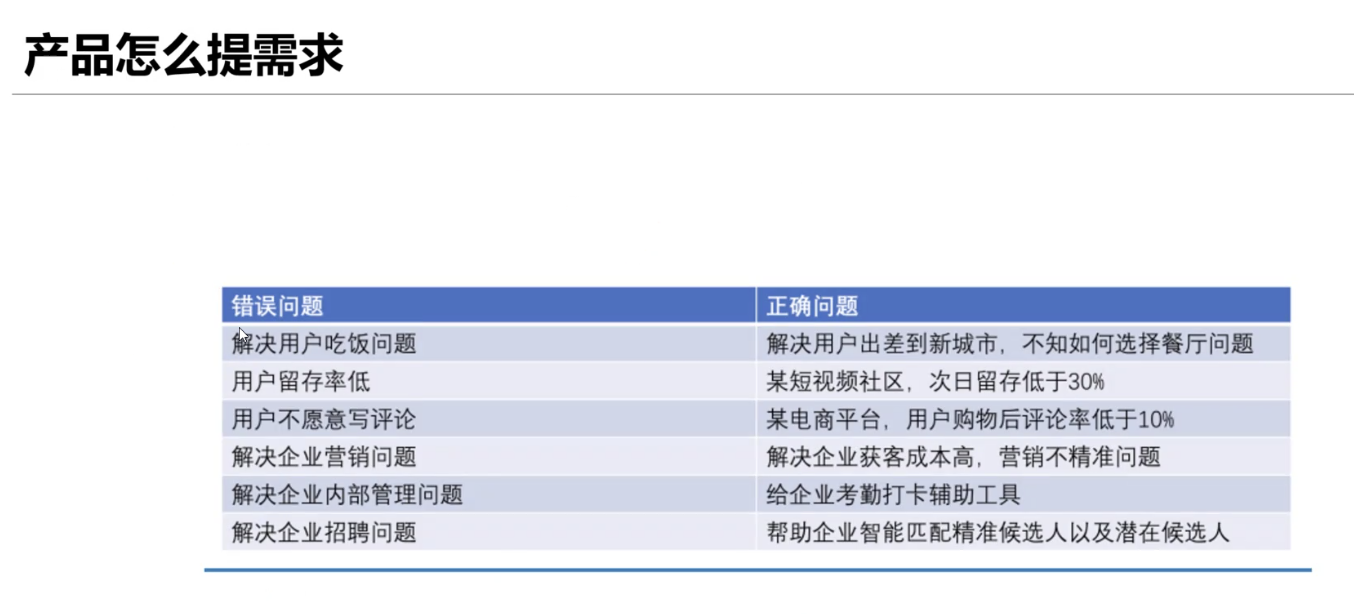 产品怎么提需求
错误问题 正确问题
解决用户吃饭问题 解决用户出差到新城市，不知如何选择餐厅问题
用户留存率低 某短视频社区，次日留存低于30%
用户不愿意写评论 某电商平台，用户购物后评论率低于10%
解决企业营销问题 解决企业获客成本高，营销不精准问题
解决企业内部管理问题 给企业考勤打卡辅助工具
解决企业招聘问题 帮助企业智能匹配精准候选人以及潜在候选人